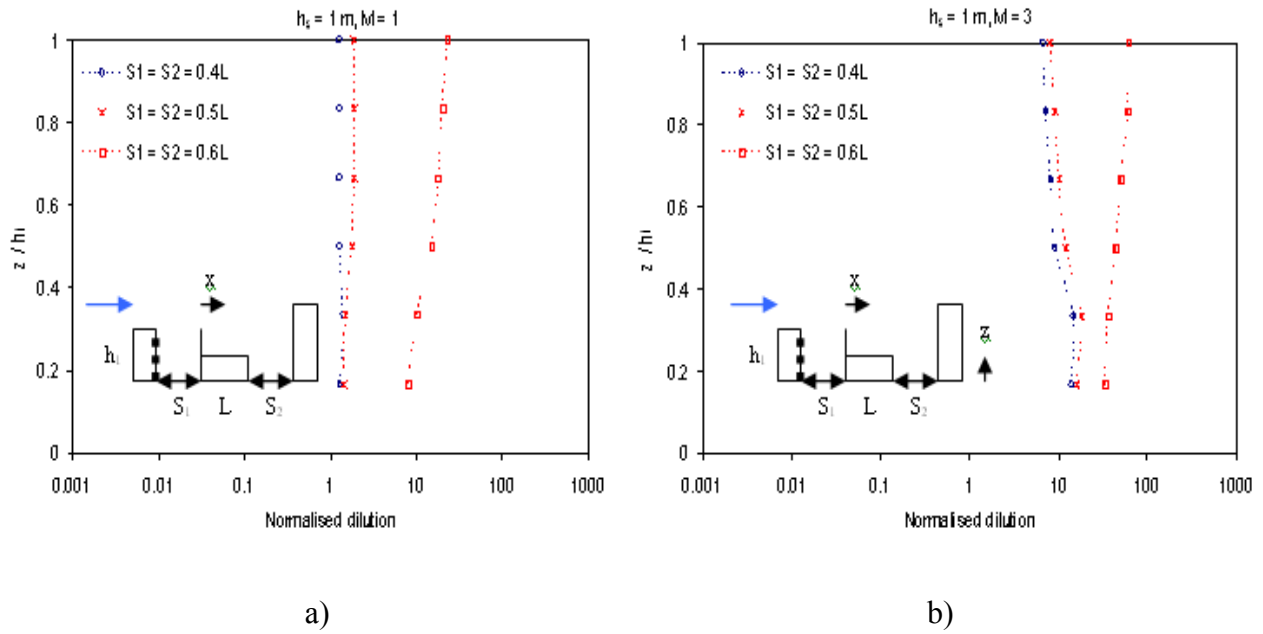 hₛ = 1 m, M = 1
1
0.8
0.6
0.4
0.2
0
z / hi
S1 = S2 = 0.4L
S1 = S2 = 0.5L
S1 = S2 = 0.6L
X
h₁
S₁ L S₂
0.001 0.01 0.1 1 10 100 1000
Normalised dilution
a)
hₛ = 1 m, M = 3
1
0.8
0.6
0.4
0.2
0
z / hi
S1 = S2 = 0.4L
S1 = S2 = 0.5L
S1 = S2 = 0.6L
X
h₁
Z
S₁ L S₂
0.001 0.01 0.1 1 10 100 1000
Normalised dilution
b)